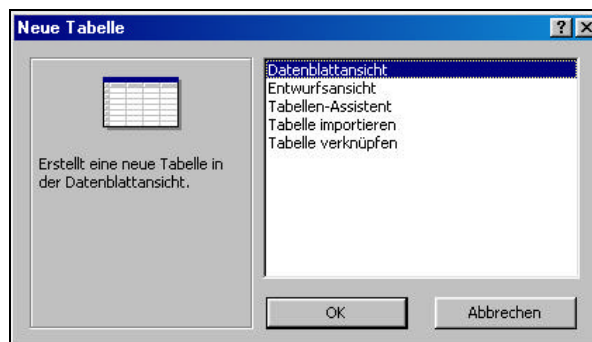 Neue Tabelle
Erstellt eine neue Tabelle in
der Datenblattansicht.
Datenblattansicht
Entwurfsansicht
Tabellen-Assistent
Tabelle importieren
Tabelle verknüpfen
OK
Abbrechen